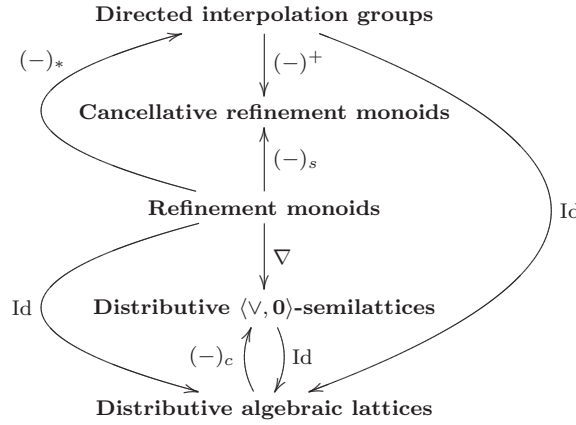 Directed interpolation groups
(−)∗
(−)⁺
Cancellative refinement monoids
(−)ₛ
Id
Refinement monoids
∇
Id
Distributive ⟨∨, 0⟩-semilattices
(−)꜀ Id
Distributive algebraic lattices